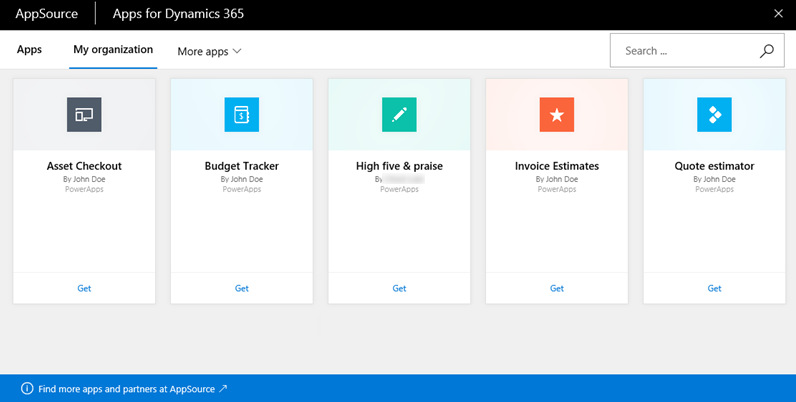 AppSource
Apps for Dynamics 365
Apps
My organization
More apps
Search ...
Asset Checkout
By John Doe
PowerApps
Get
Budget Tracker
By John Doe
PowerApps
Get
High five & praise
By
PowerApps
Get
Invoice Estimates
By John Doe
PowerApps
Get
Quote estimator
By John Doe
PowerApps
Get
Find more apps and partners at AppSource